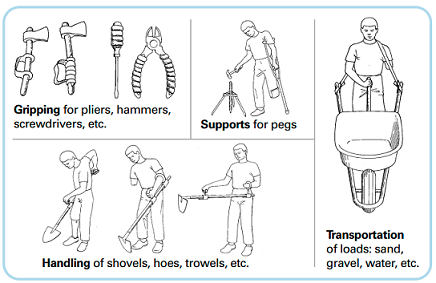 Gripping for pliers, hammers,
screwdrivers, etc.
Supports for pegs
Handling of shovels, hoes, trowels, etc.
Transportation
of loads: sand,
gravel, water, etc.